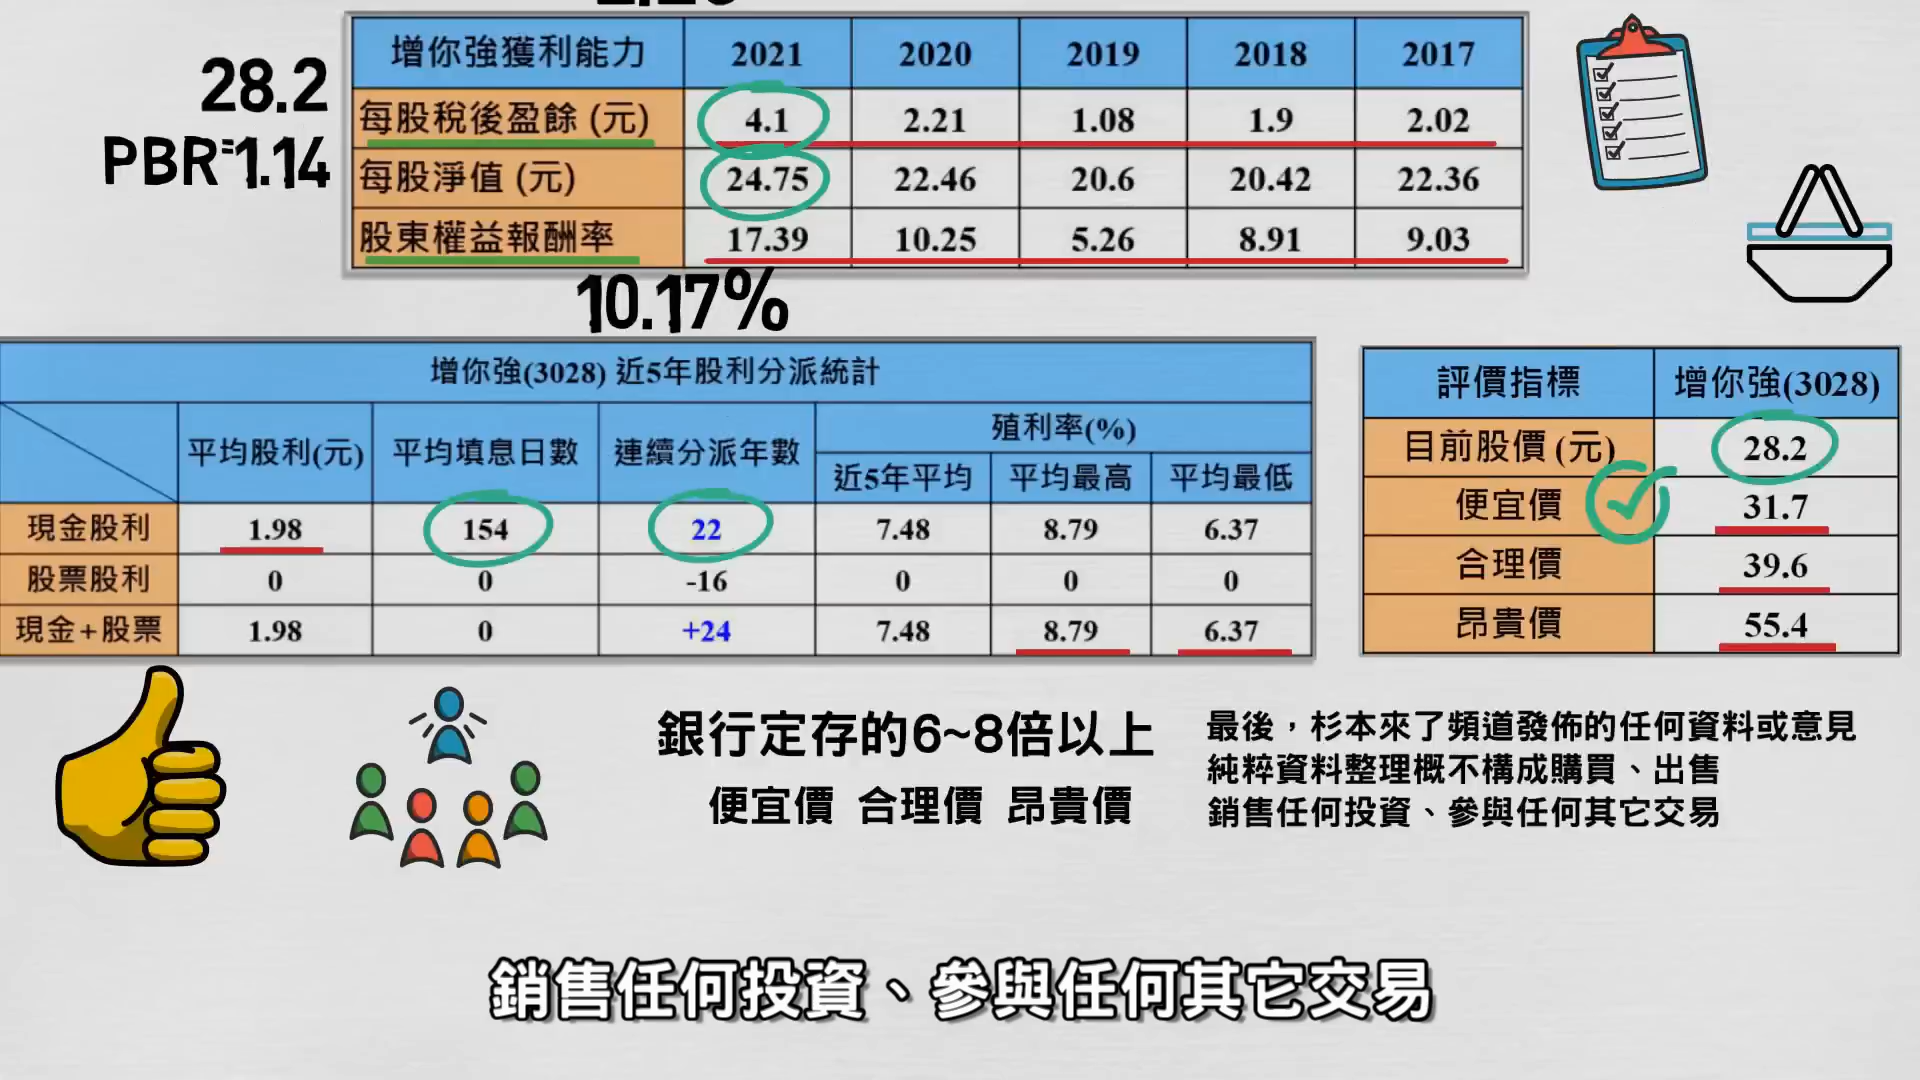 增你強獲利能力 2021 2020 2019 2018 2017
28.2
每股稅後盈餘 (元) 4.1 2.21 1.08 1.9 2.02
PBR=1.14
每股淨值 (元) 24.75 22.46 20.6 20.42 22.36
股東權益報酬率 17.39 10.25 5.26 8.91 9.03
10.17%
增你強(3028) 近5年股利分派統計
平均股利(元) 平均填息日數 連續分派年數 殖利率(%)
近5年平均 平均最高 平均最低
現金股利 1.98 154 22 7.48 8.79 6.37
股票股利 0 0 -16 0 0 0
現金+股票 1.98 0 +24 7.48 8.79 6.37
評價指標 增你強(3028)
目前股價 (元) 28.2
便宜價 31.7
合理價 39.6
昂貴價 55.4
銀行定存的6~8倍以上
便宜價 合理價 昂貴價
最後，杉本來了頻道發佈的任何資料或意見
純粹資料整理概不構成購買、出售
銷售任何投資、參與任何其它交易
銷售任何投資、參與任何其它交易